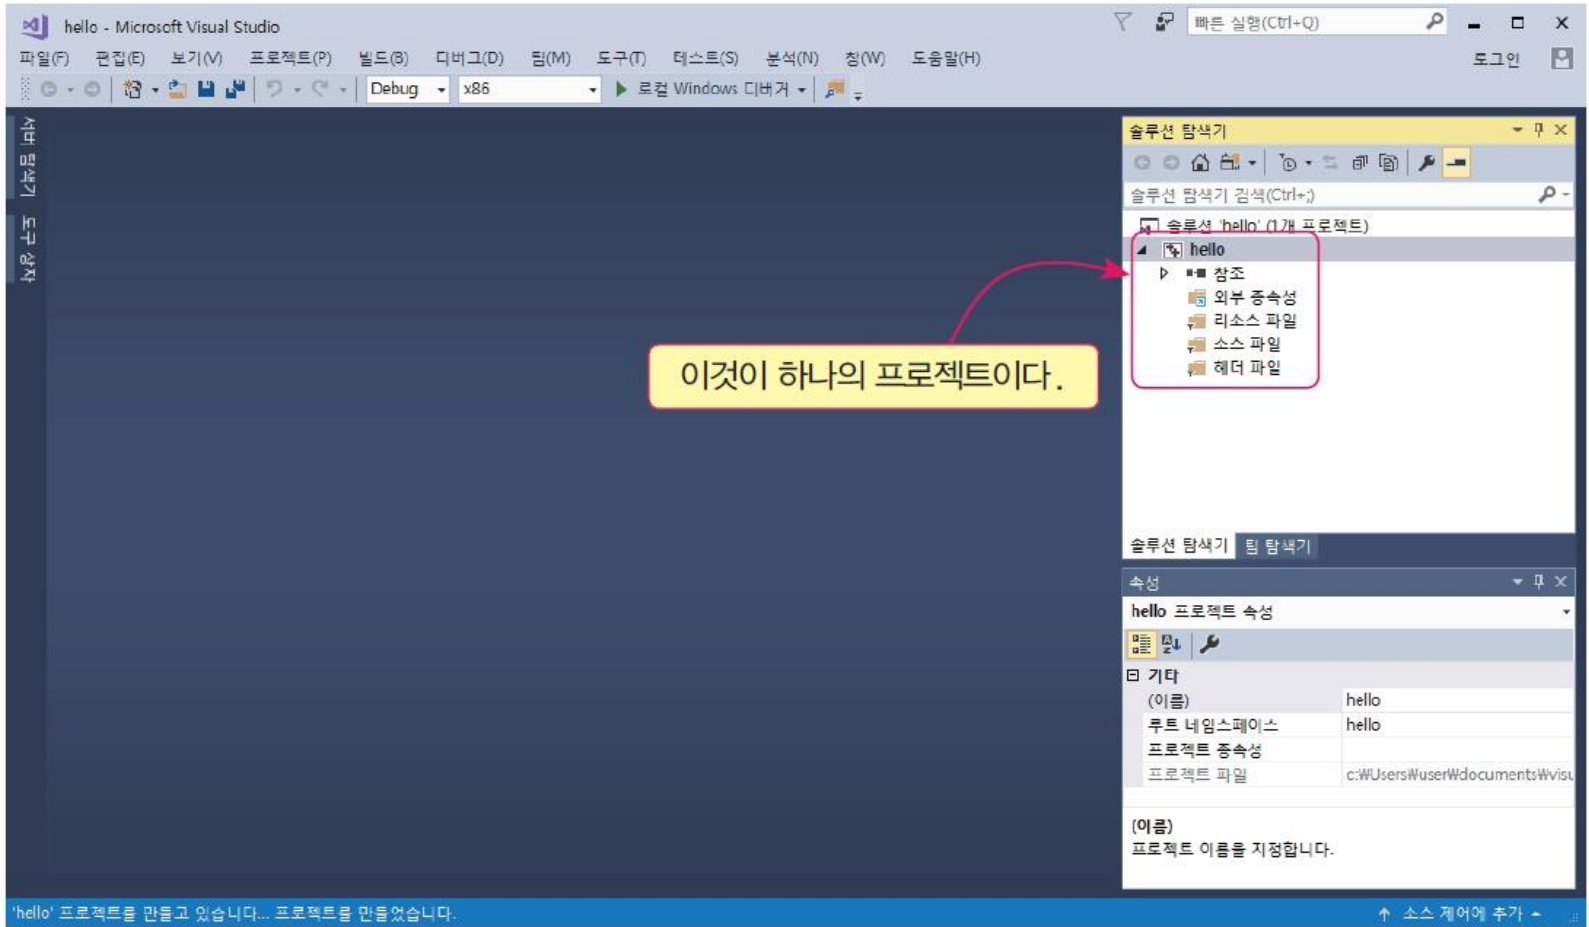 hello - Microsoft Visual Studio
빠른 실행(Ctrl+Q)
파일(F) 편집(E) 보기(V) 프로젝트(P) 빌드(B) 디버그(D) 팀(M) 도구(T) 테스트(S) 분석(N) 창(W) 도움말(H)
로그인
Debug x86 로컬 Windows 디버거
서버 탐색기
도구 상자
솔루션 탐색기
솔루션 탐색기 검색(Ctrl+;)
솔루션 'hello' (1개 프로젝트)
hello
참조
외부 종속성
리소스 파일
소스 파일
헤더 파일
이것이 하나의 프로젝트이다.
솔루션 탐색기 팀 탐색기
속성
hello 프로젝트 속성
기타
(이름) hello
루트 네임스페이스 hello
프로젝트 종속성
프로젝트 파일 c:₩Users₩user₩documents₩visu
(이름)
프로젝트 이름을 지정합니다.
'hello' 프로젝트를 만들고 있습니다... 프로젝트를 만들었습니다.
소스 제어에 추가